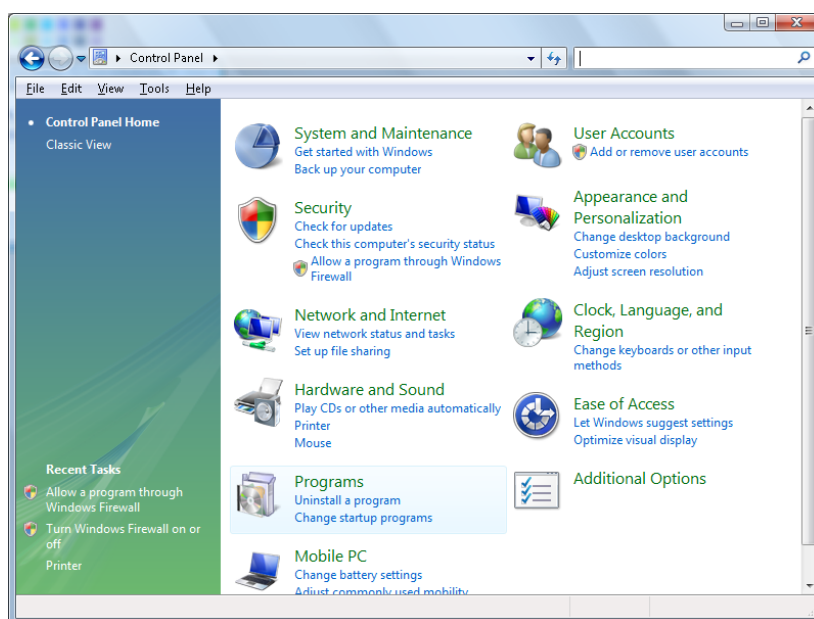 Control Panel
File Edit View Tools Help
Control Panel Home
Classic View
System and Maintenance
Get started with Windows
Back up your computer
Security
Check for updates
Check this computer's security status
Allow a program through Windows
Firewall
Network and Internet
View network status and tasks
Set up file sharing
Hardware and Sound
Play CDs or other media automatically
Printer
Mouse
Programs
Uninstall a program
Change startup programs
Mobile PC
Change battery settings
Adjust commonly used mobility
User Accounts
Add or remove user accounts
Appearance and
Personalization
Change desktop background
Customize colors
Adjust screen resolution
Clock, Language, and
Region
Change keyboards or other input
methods
Ease of Access
Let Windows suggest settings
Optimize visual display
Additional Options
Recent Tasks
Allow a program through
Windows Firewall
Turn Windows Firewall on or
off
Printer